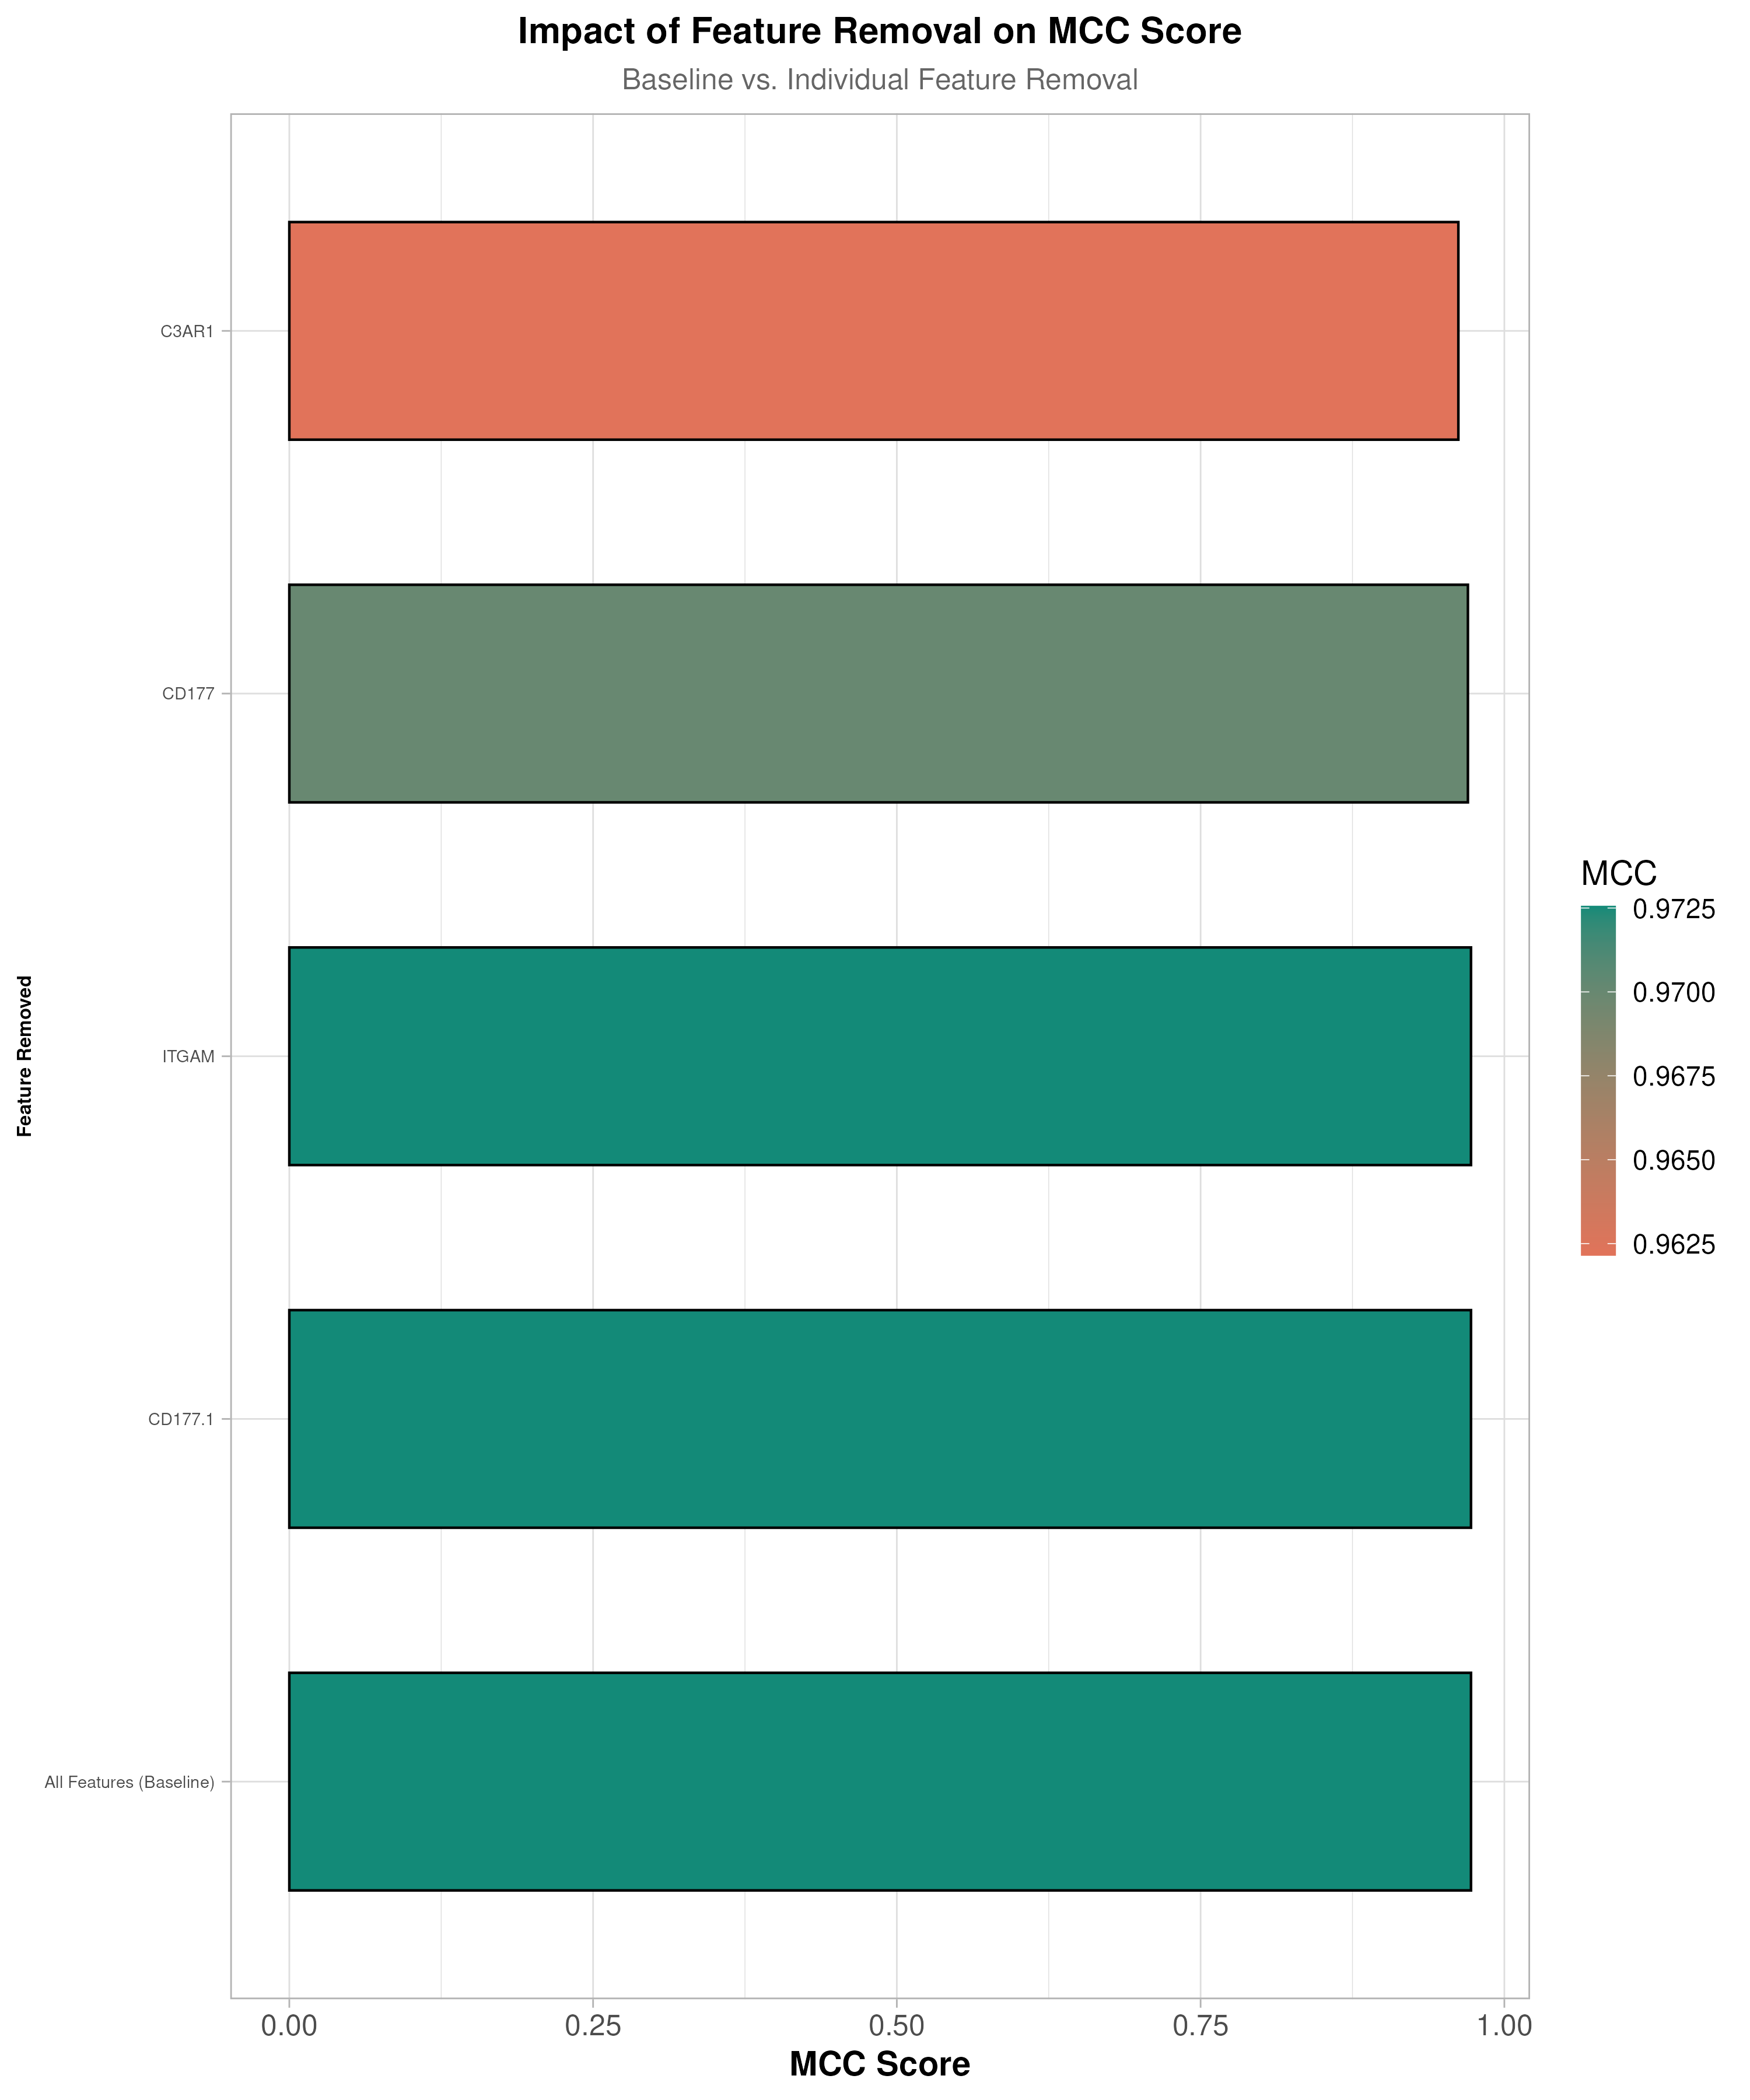 Impact of Feature Removal on MCC Score
Baseline vs. Individual Feature Removal
Feature Removed
C3AR1
CD177
ITGAM
CD177.1
All Features (Baseline)
0.00 0.25 0.50 0.75 1.00
MCC Score
MCC
0.9725
0.9700
0.9675
0.9650
0.9625